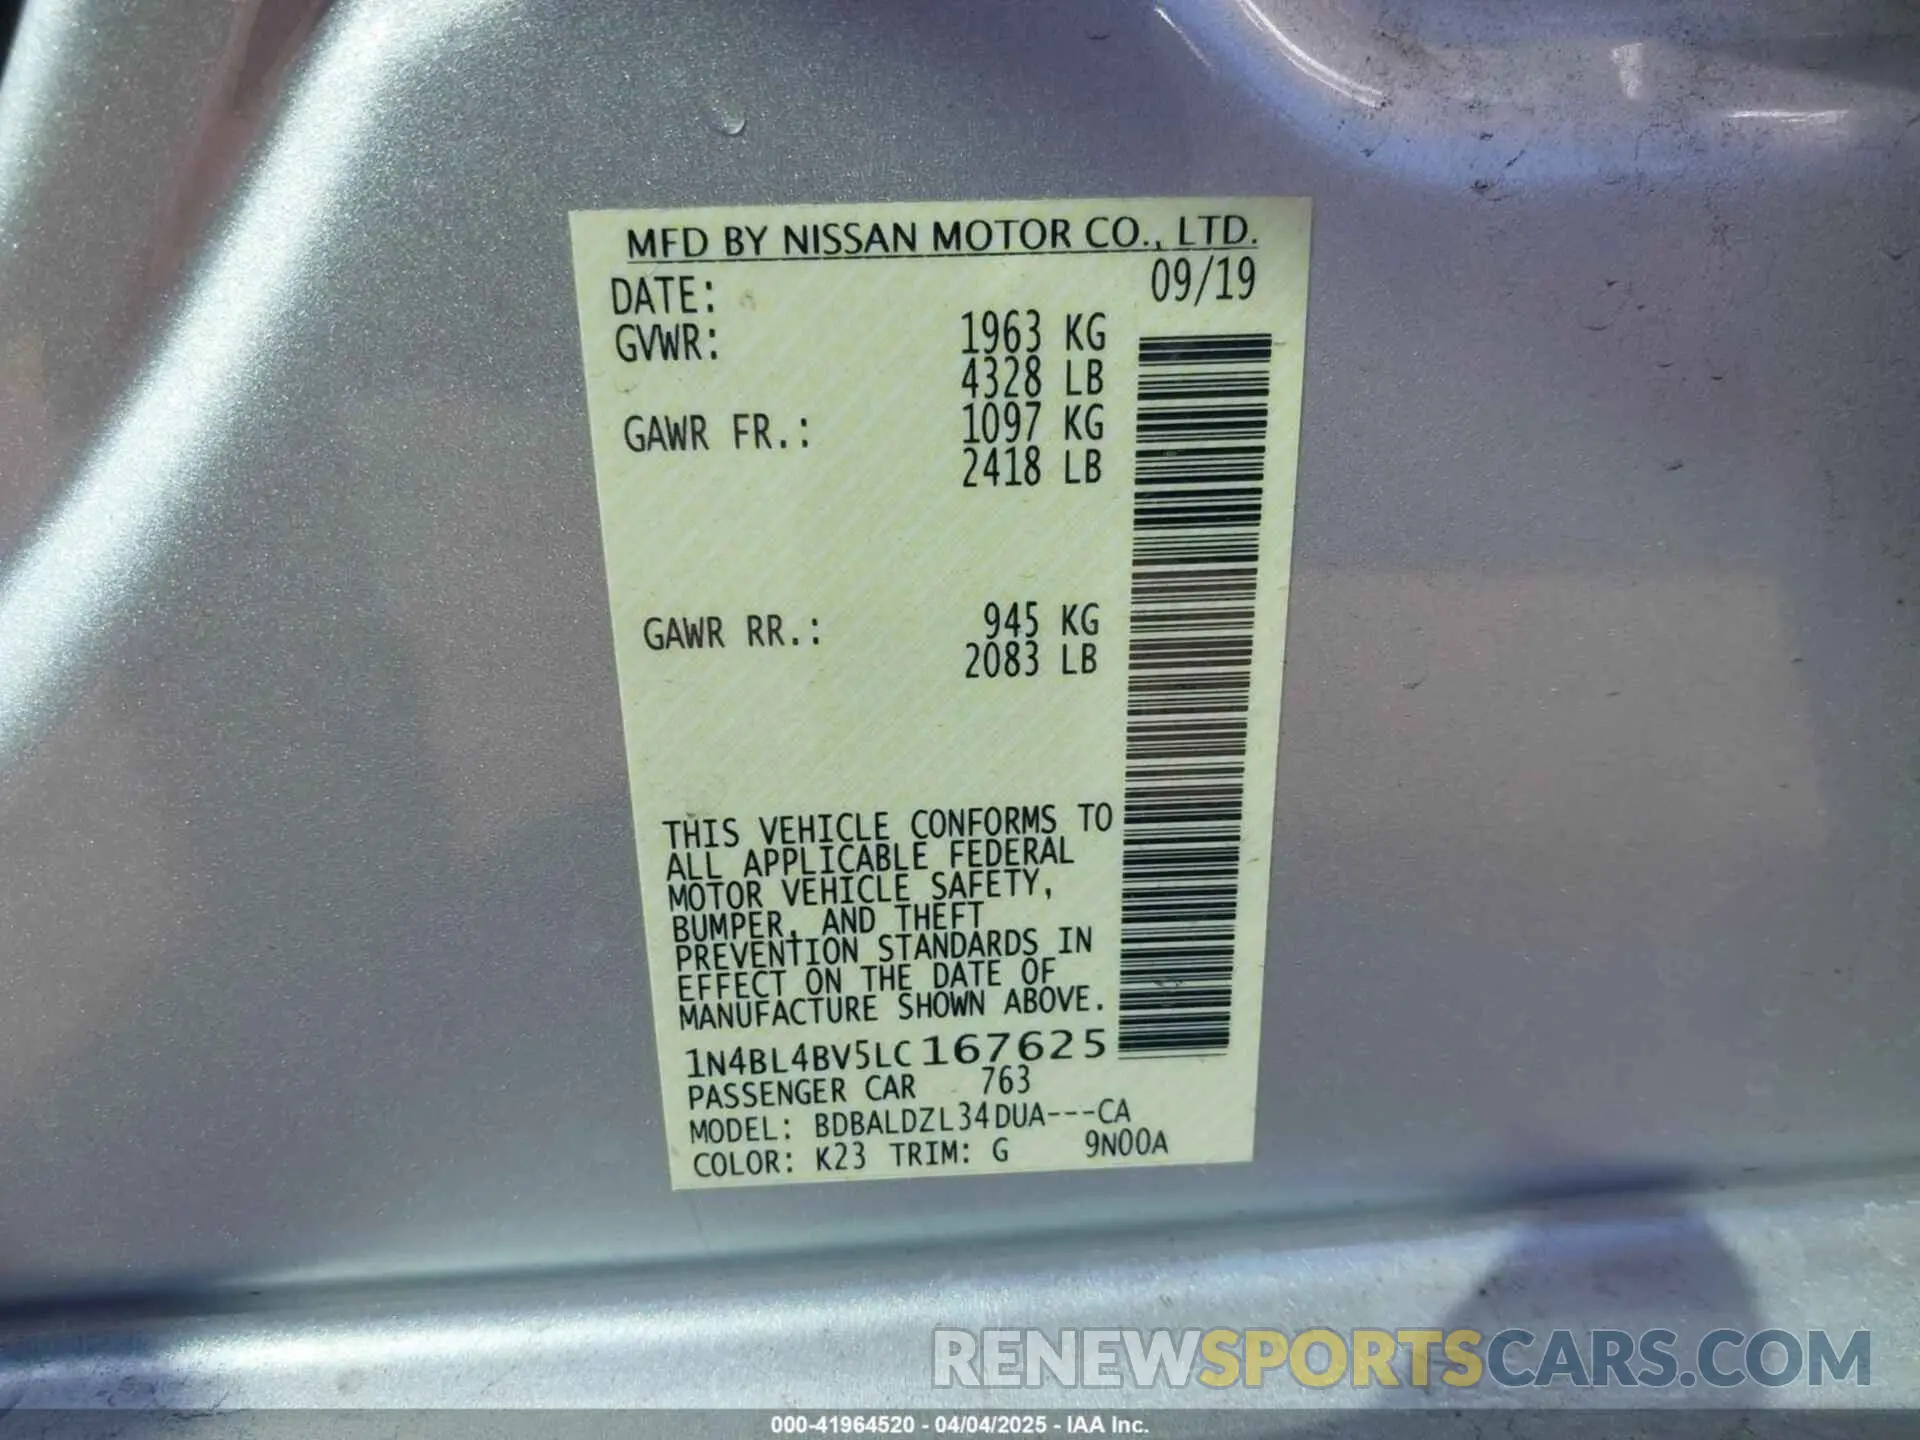 MFD BY NISSAN MOTOR CO., LTD.
DATE: 09/19
GVWR: 1963 KG
4328 LB
GAWR FR.: 1097 KG
2418 LB
GAWR RR.: 945 KG
2083 LB
THIS VEHICLE CONFORMS TO
ALL APPLICABLE FEDERAL
MOTOR VEHICLE SAFETY,
BUMPER, AND THEFT
PREVENTION STANDARDS IN
EFFECT ON THE DATE OF
MANUFACTURE SHOWN ABOVE.
1N4BL4BV5LC167625
PASSENGER CAR 763
MODEL: BDBALDZL34DUA---CA
COLOR: K23 TRIM: G 9N00A
RENEWSPORTSCARS.COM
000-41964520 - 04/04/2025 - IAA Inc.